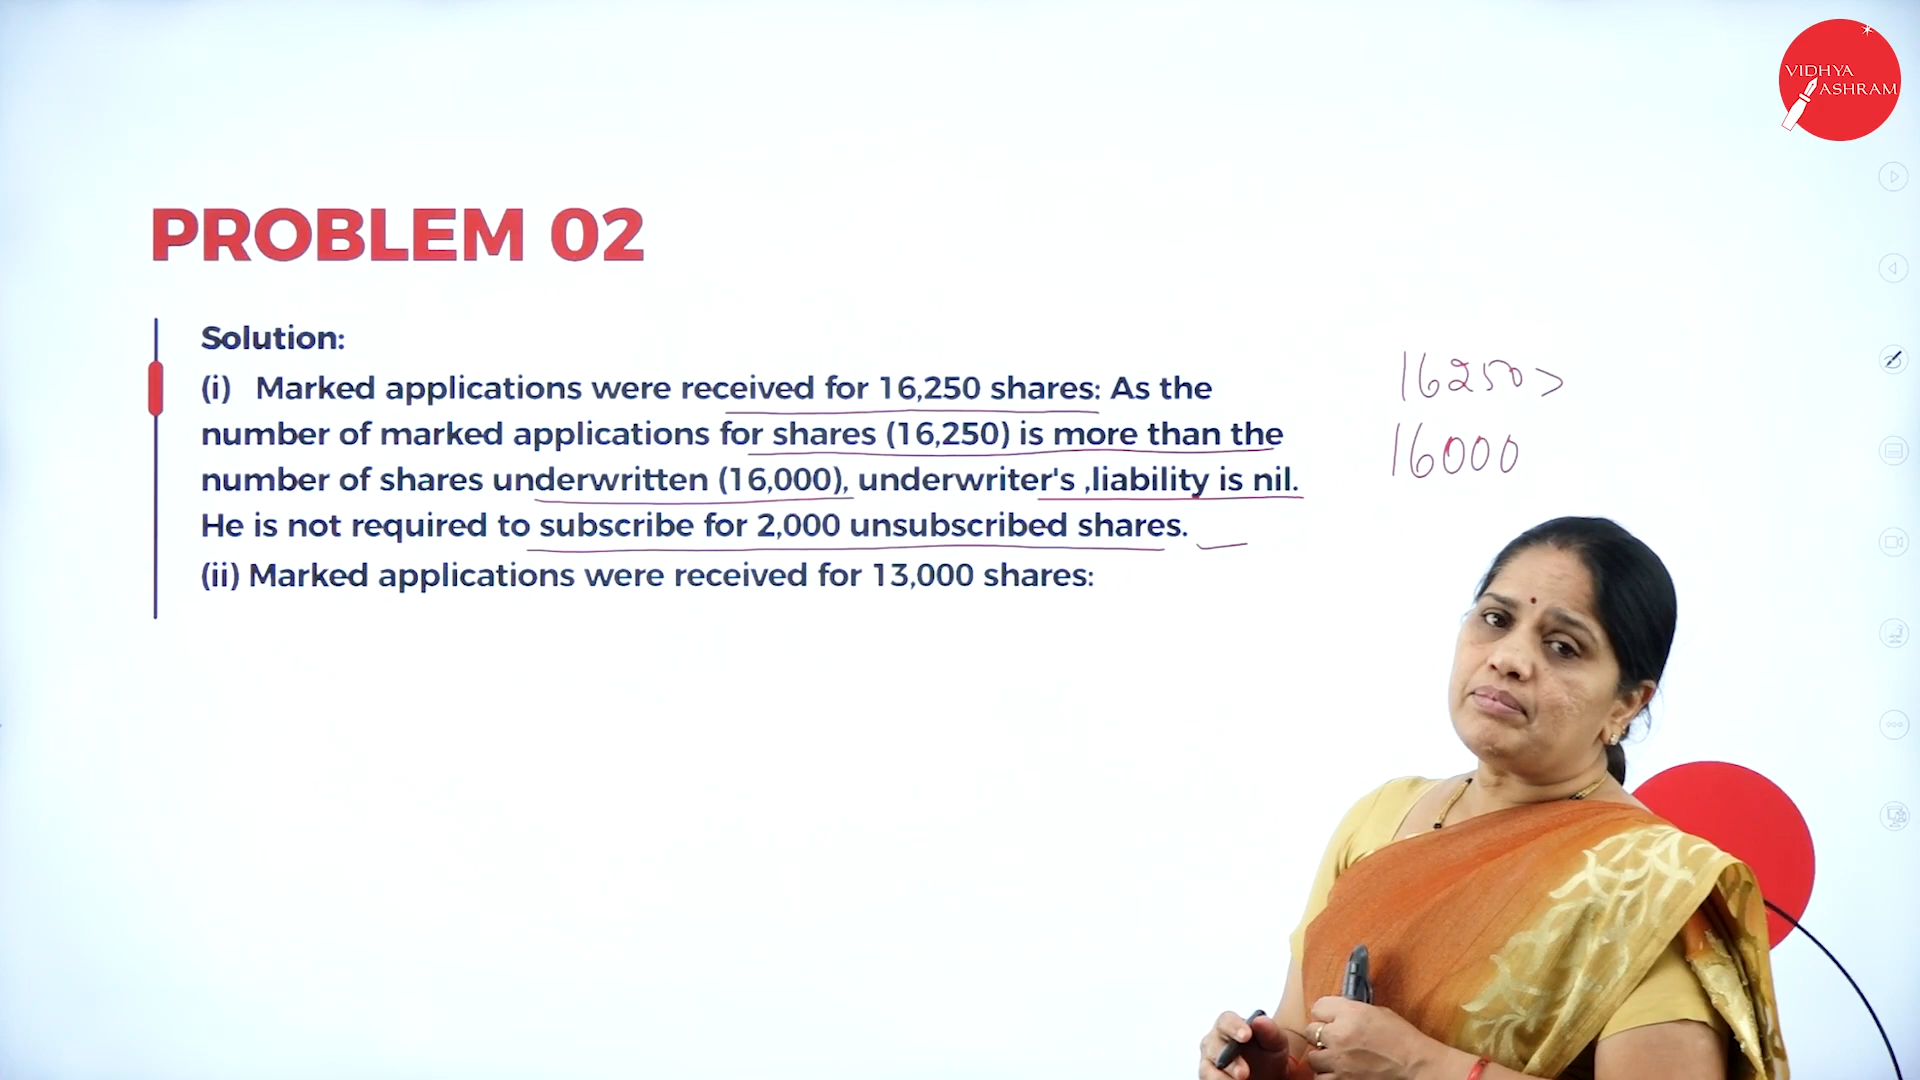 VIDHYA
ASHRAM
PROBLEM 02
Solution:
(i) Marked applications were received for 16,250 shares: As the
number of marked applications for shares (16,250) is more than the
number of shares underwritten (16,000), underwriter's ,liability is nil.
He is not required to subscribe for 2,000 unsubscribed shares.
(ii) Marked applications were received for 13,000 shares:
16250 >
16000